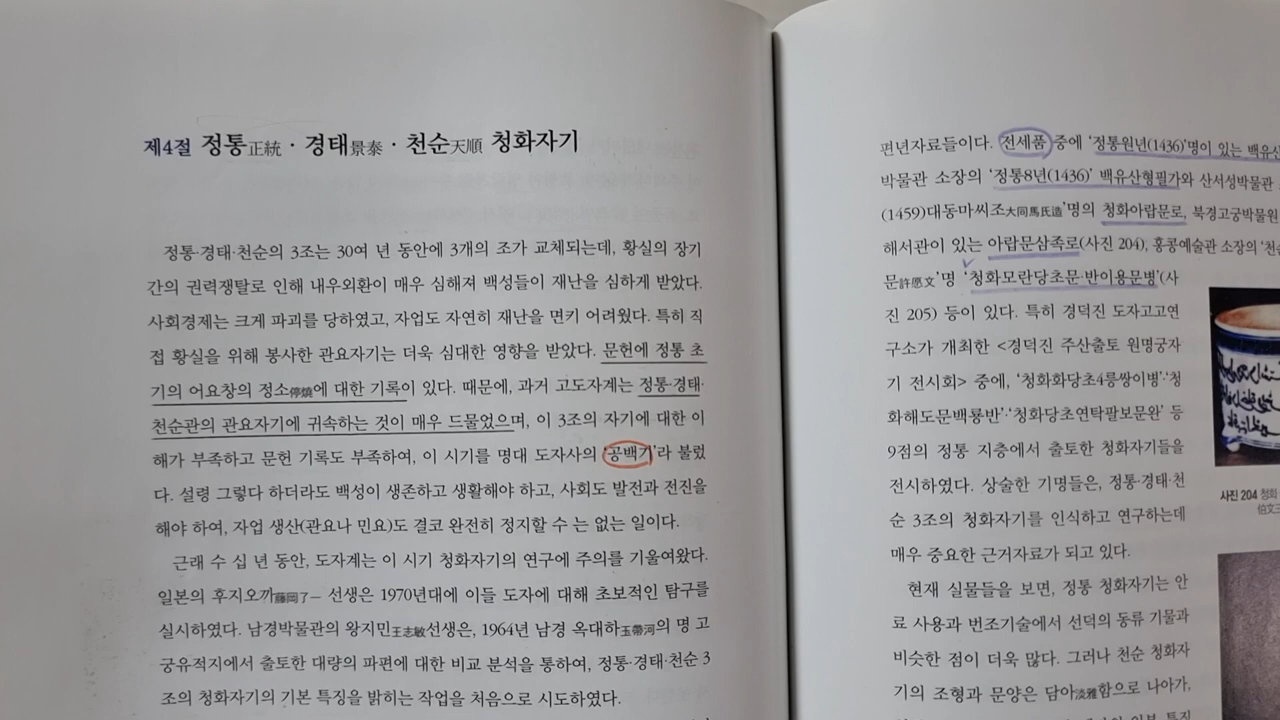 제4절 정통正統 · 경태景泰 · 천순天順 청화자기
정통·경태·천순의 3조는 30여 년 동안에 3개의 조가 교체되는데, 황실의 장기
간의 권력쟁탈로 인해 내우외환이 매우 심해져 백성들이 재난을 심하게 받았다.
사회경제는 크게 파괴를 당하였고, 자업도 자연히 재난을 면키 어려웠다. 특히 직
접 황실을 위해 봉사한 관요자기는 더욱 심대한 영향을 받았다. 문헌에 정통 초
기의 어요창의 정소停燒에 대한 기록이 있다. 때문에, 과거 고도자계는 정통·경태·
천순관의 관요자기에 귀속하는 것이 매우 드물었으며, 이 3조의 자기에 대한 이
해가 부족하고 문헌 기록도 부족하여, 이 시기를 명대 도자사의 '공백기'라 불렀
다. 설령 그렇다 하더라도 백성이 생존하고 생활해야 하고, 사회도 발전과 전진을
해야 하여, 자업 생산(관요나 민요)도 결코 완전히 정지할 수 는 없는 일이다.
근래 수 십 년 동안, 도자계는 이 시기 청화자기의 연구에 주의를 기울여왔다.
일본의 후지오까藤岡了一 선생은 1970년대에 이들 도자에 대해 초보적인 탐구를
실시하였다. 남경박물관의 왕지민王志敏선생은, 1964년 남경 옥대하玉帶河의 명 고
궁유적지에서 출토한 대량의 파편에 대한 비교 분석을 통하여, 정통·경태·천순 3
조의 청화자기의 기본 특징을 밝히는 작업을 처음으로 시도하였다.
편년자료들이다. 전세품 중에 '정통원년(1436)'명이 있는 백유산
박물관 소장의 '정통8년(1436)' 백유산형필가와 산서성박물관
(1459)대동마씨조大同馬氏造'명의 청화아랍문로, 북경고궁박물원
해서관이 있는 아랍문삼족로(사진 204), 홍콩예술관 소장의 '천순
문許愿文'명 '청화모란당초문·반이용문병'(사
진 205) 등이 있다. 특히 경덕진 도자고고연
구소가 개최한 <경덕진 주산출토 원명궁자
기 전시회> 중에, '청화화당초4릉쌍이병'·'청
화해도문백룡반'·'청화당초연탁팔보문완' 등
9점의 정통 지층에서 출토한 청화자기들을
전시하였다. 상술한 기명들은, 정통·경태·천
순 3조의 청화자기를 인식하고 연구하는데
매우 중요한 근거자료가 되고 있다.
현재 실물들을 보면, 정통 청화자기는 안
료 사용과 번조기술에서 선덕의 동류 기물과
비슷한 점이 더욱 많다. 그러나 천순 청화자
기의 조형과 문양은 담아淡雅함으로 나아가,
사진 204 청화
伯文三